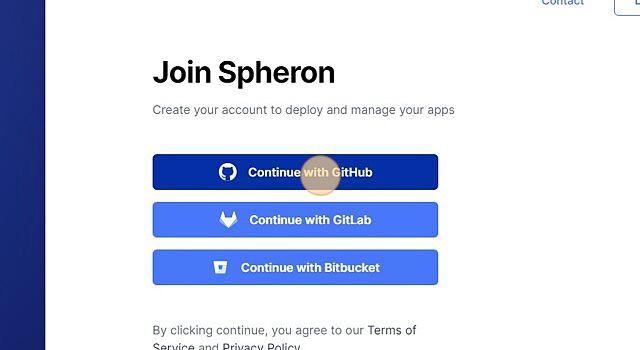 Contact
Join Spheron
Create your account to deploy and manage your apps
Continue with GitHub
Continue with GitLab
Continue with Bitbucket
By clicking continue, you agree to our Terms of
Service and Privacy Policy